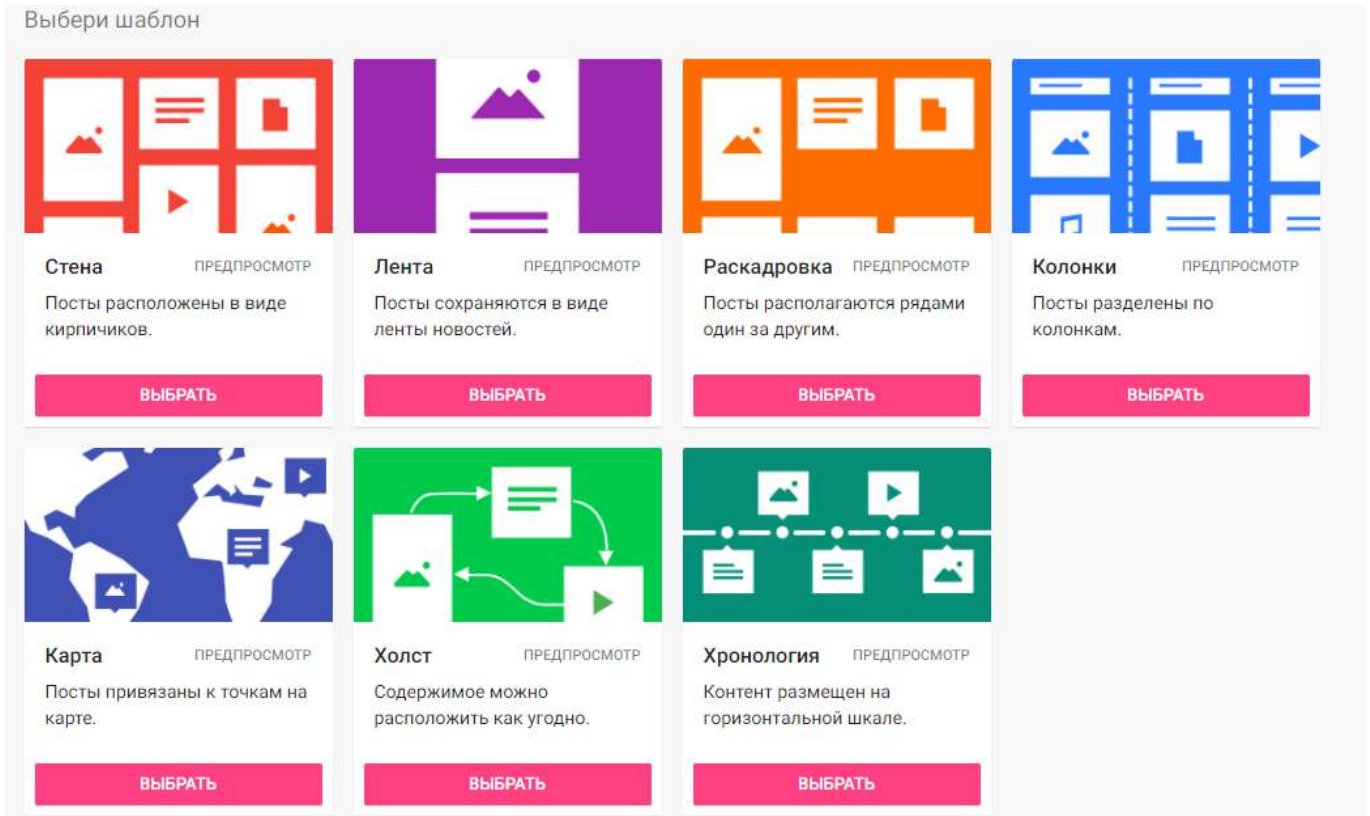 Выбери шаблон
Стена ПРЕДПРОСМОТР
Посты расположены в виде
кирпичиков.
ВЫБРАТЬ
Лента ПРЕДПРОСМОТР
Посты сохраняются в виде
ленты новостей.
ВЫБРАТЬ
Раскадровка ПРЕДПРОСМОТР
Посты располагаются рядами
один за другим.
ВЫБРАТЬ
Колонки ПРЕДПРОСМОТР
Посты разделены по
колонкам.
ВЫБРАТЬ
Карта ПРЕДПРОСМОТР
Посты привязаны к точкам на
карте.
ВЫБРАТЬ
Холст ПРЕДПРОСМОТР
Содержимое можно
расположить как угодно.
ВЫБРАТЬ
Хронология ПРЕДПРОСМОТР
Контент размещен на
горизонтальной шкале.
ВЫБРАТЬ